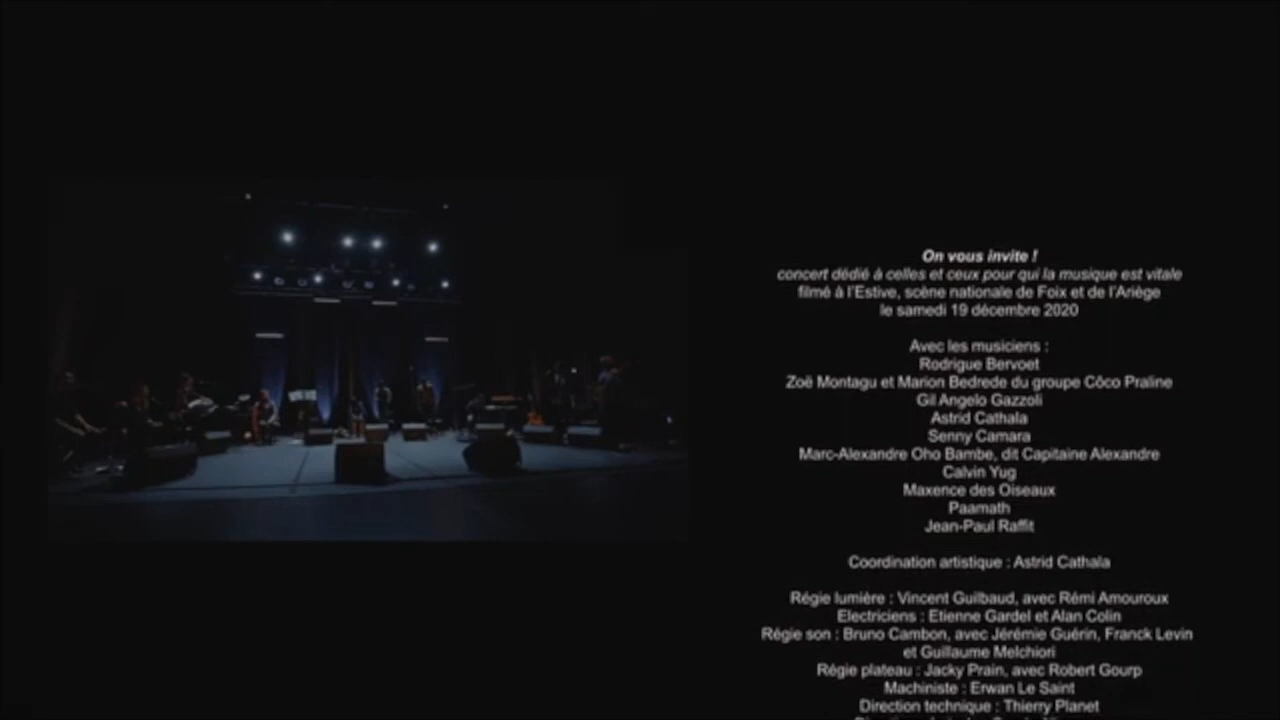 On vous invite !
concert dédié à celles et ceux pour qui la musique est vitale
filmé à l'Estive, scène nationale de Foix et de l'Ariège
le samedi 19 décembre 2020
Avec les musiciens :
Rodrigue Bervoet
Zoë Montagu et Marion Bedrede du groupe Côco Praline
Gil Angelo Gazzoli
Astrid Cathala
Senny Camara
Marc-Alexandre Oho Bambe, dit Capitaine Alexandre
Calvin Yug
Maxence des Oiseaux
Paamath
Jean-Paul Raffit
Coordination artistique : Astrid Cathala
Régie lumière : Vincent Guilbaud, avec Rémi Amouroux
Electriciens : Etienne Gardel et Alan Colin
Régie son : Bruno Cambon, avec Jérémie Guérin, Franck Levin
et Guillaume Melchiori
Régie plateau : Jacky Prain, avec Robert Gourp
Machiniste : Erwan Le Saint
Direction technique : Thierry Planet